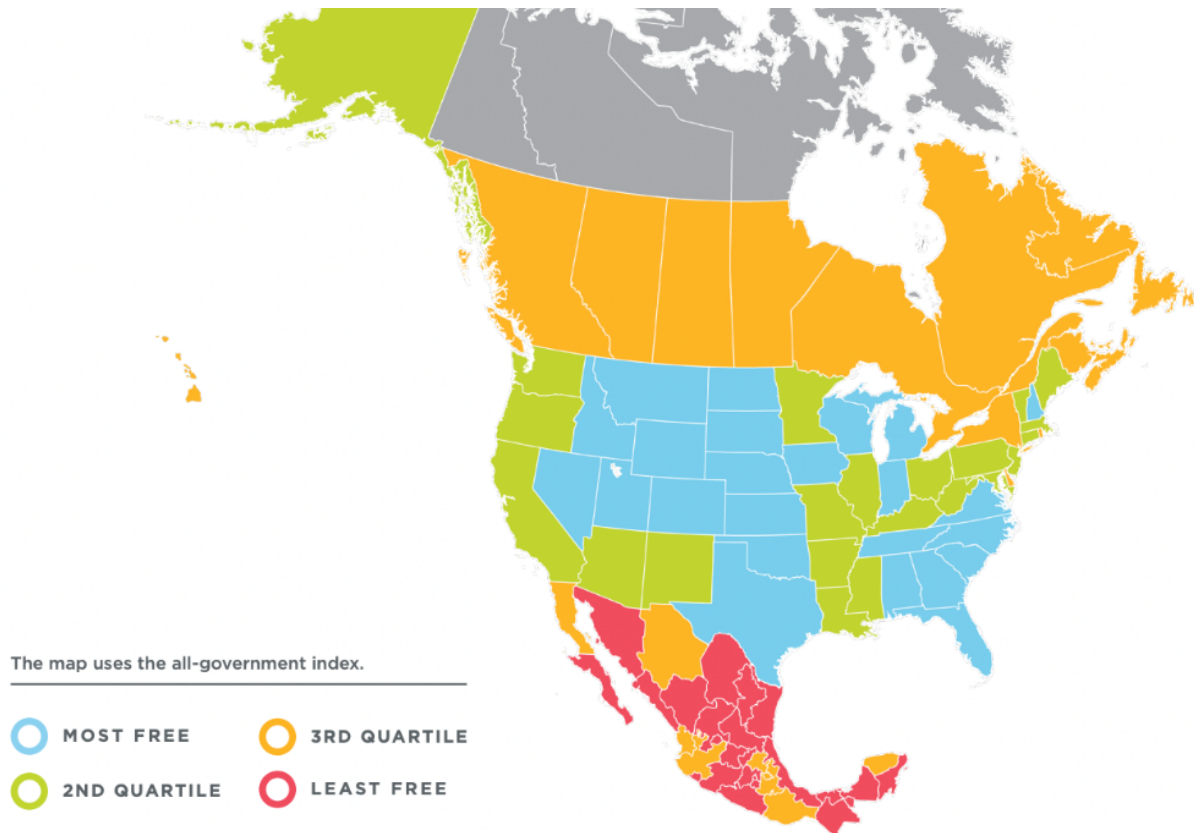 The map uses the all-government index.
MOST FREE
3RD QUARTILE
2ND QUARTILE
LEAST FREE